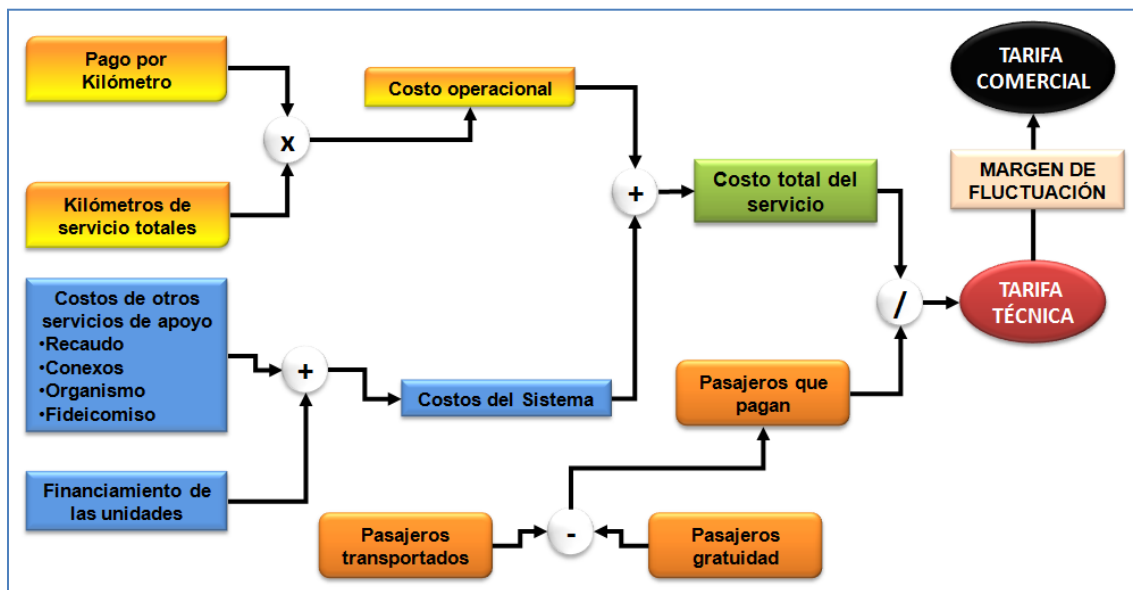 Pago por
Kilómetro
x
Kilómetros de
servicio totales
Costo operacional
Costos de otros
servicios de apoyo
•Recaudo
•Conexos
•Organismo
•Fideicomiso
+
Financiamiento de
las unidades
Costos del Sistema
+
Costo total del
servicio
Pasajeros
transportados
-
Pasajeros
gratuidad
Pasajeros que
pagan
/
TARIFA
TÉCNICA
MARGEN DE
FLUCTUACIÓN
TARIFA
COMERCIAL